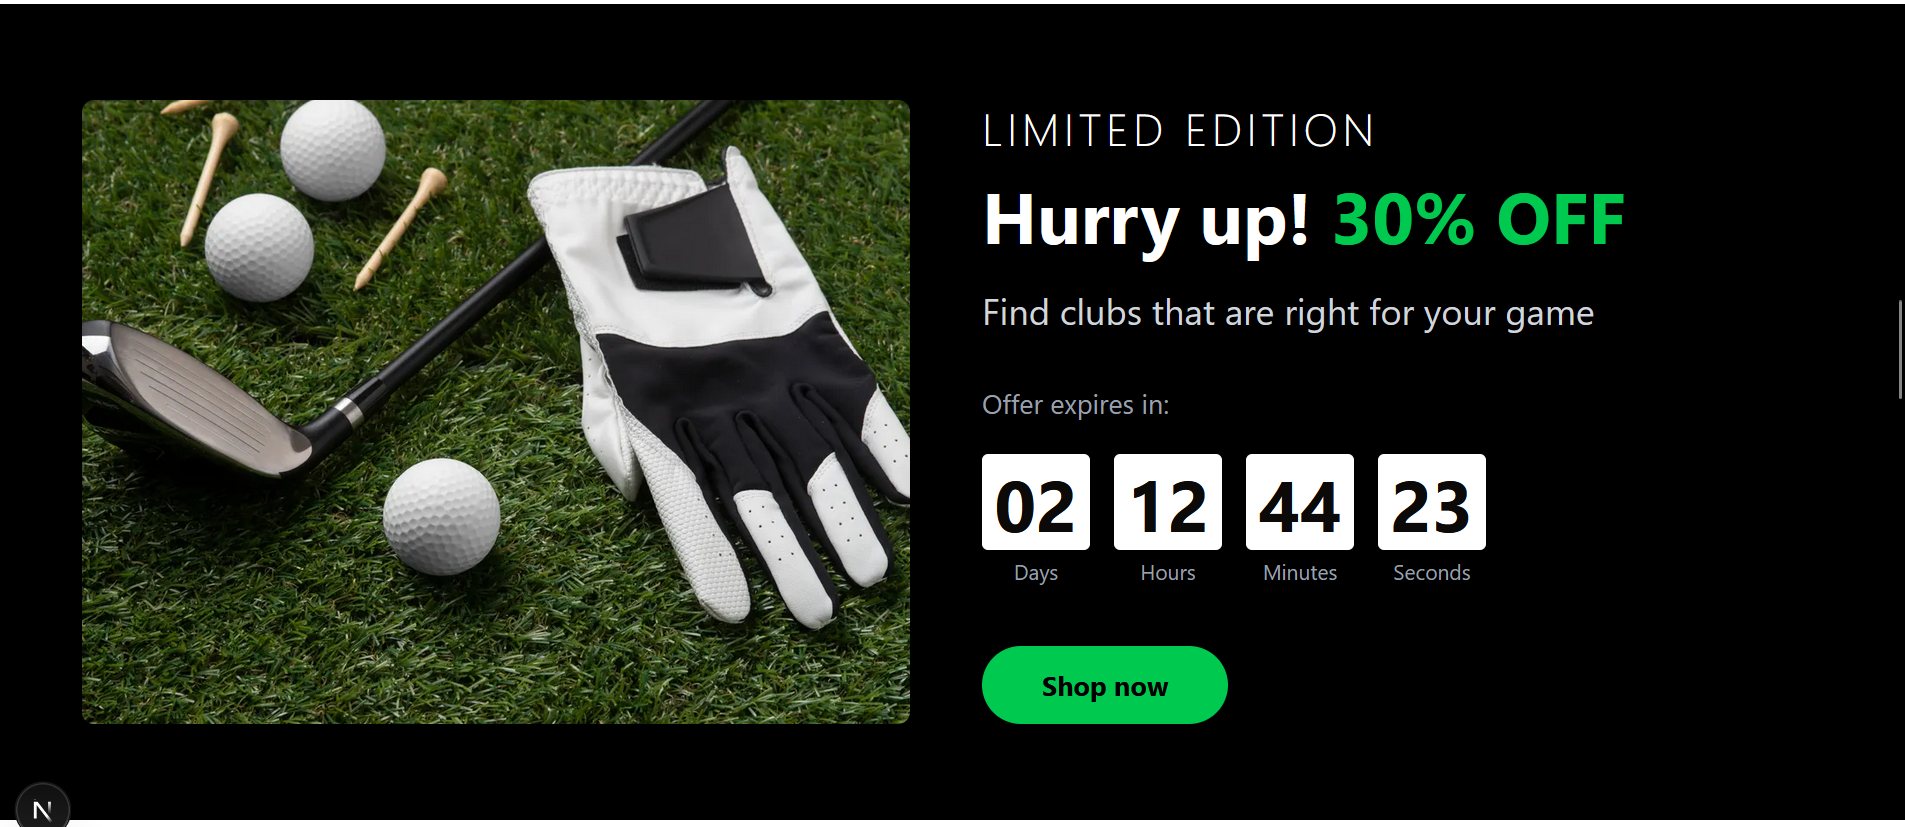 LIMITED EDITION
Hurry up! 30% OFF
Find clubs that are right for your game
Offer expires in:
02 12 44 23
Days Hours Minutes Seconds
Shop now
N